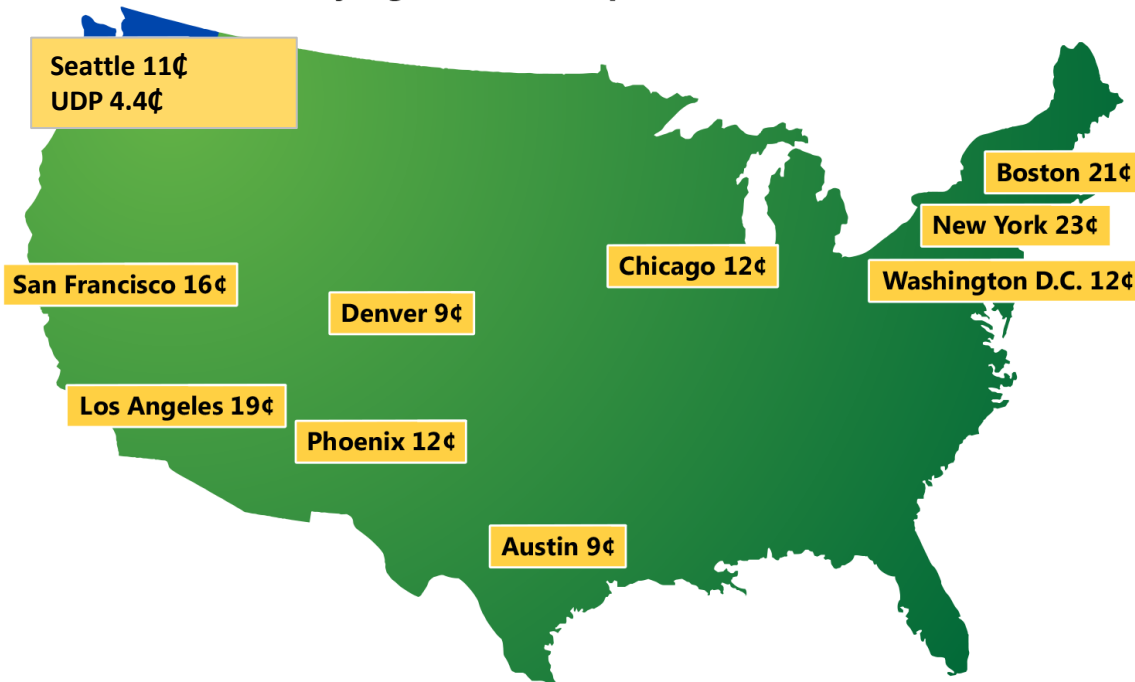 Seattle 11₵
UDP 4.4₵
Boston 21¢
New York 23¢
Chicago 12¢
Washington D.C. 12¢
San Francisco 16¢
Denver 9¢
Los Angeles 19¢
Phoenix 12¢
Austin 9¢